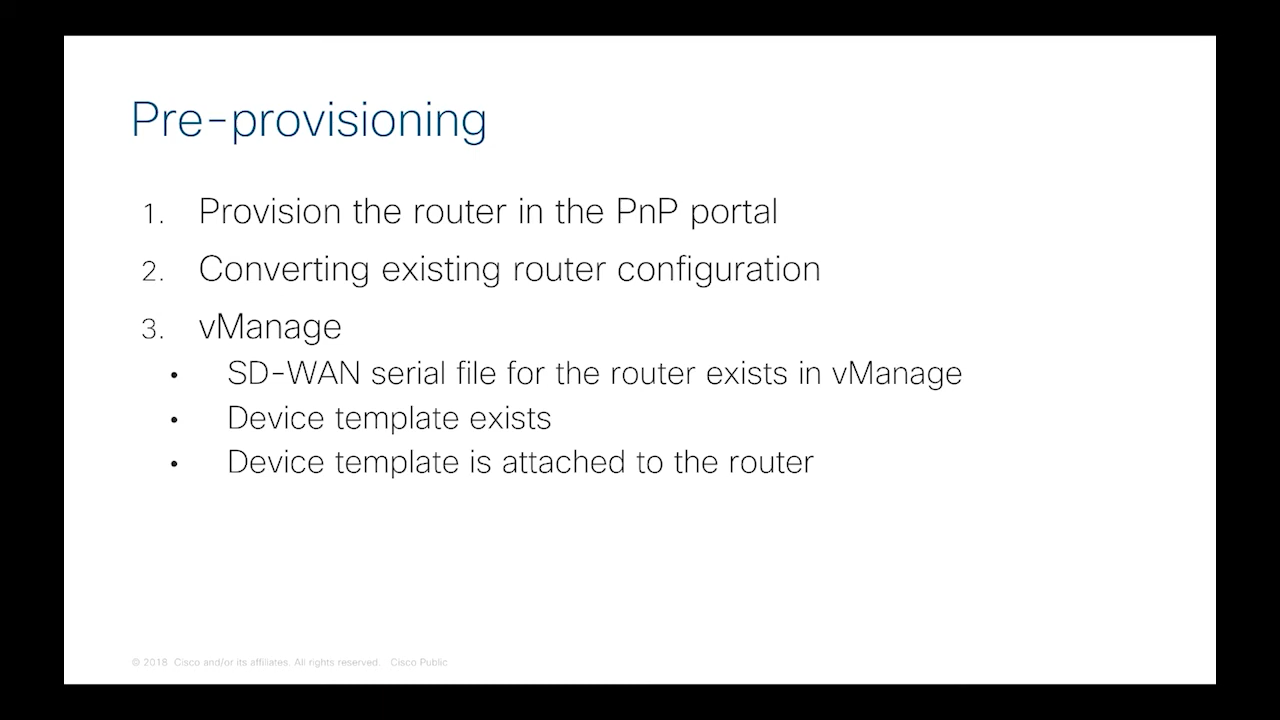 Pre-provisioning
1. Provision the router in the PnP portal
2. Converting existing router configuration
3. vManage
• SD-WAN serial file for the router exists in vManage
• Device template exists
• Device template is attached to the router
© 2018 Cisco and/or its affiliates. All rights reserved. Cisco Public